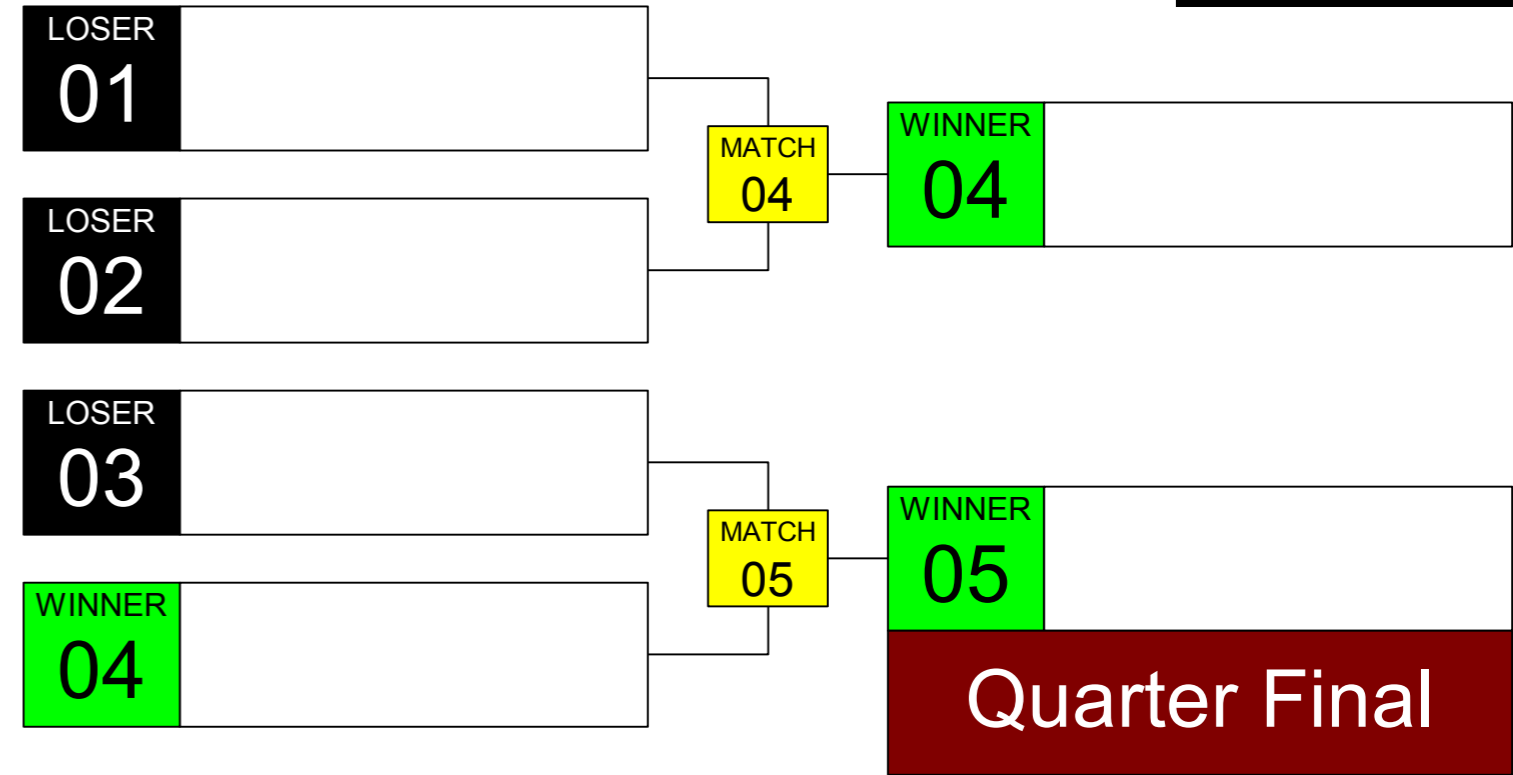 LOSER
01
LOSER
02
MATCH
04
WINNER
04
LOSER
03
WINNER
04
MATCH
05
WINNER
05
Quarter Final